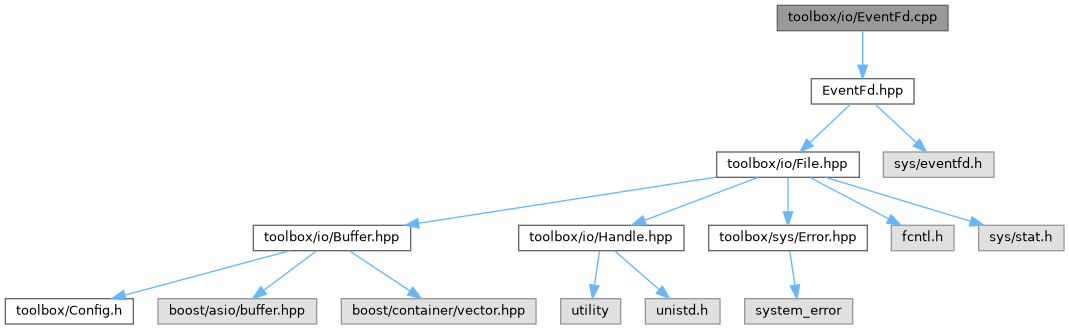 toolbox/io/EventFd.cpp
EventFd.hpp
toolbox/io/File.hpp
sys/eventfd.h
toolbox/io/Buffer.hpp
toolbox/io/Handle.hpp
toolbox/sys/Error.hpp
fcntl.h
sys/stat.h
toolbox/Config.h
boost/asio/buffer.hpp
boost/container/vector.hpp
utility
unistd.h
system_error